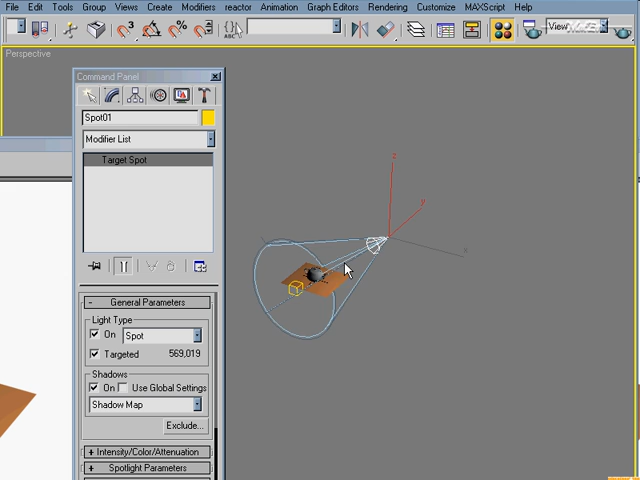 File Edit Tools Group Views Create Modifiers reactor Animation Graph Editors Rendering Customize MAXScript Help
3 View
ABC
Perspective
Command Panel
Spot01
Modifier List
Target Spot
z
y
x
- General Parameters
Light Type
On Spot
Targeted 569,019
Shadows
On Use Global Settings
Shadow Map
Exclude...
+ Intensity/Color/Attenuation
+ Spotlight Parameters